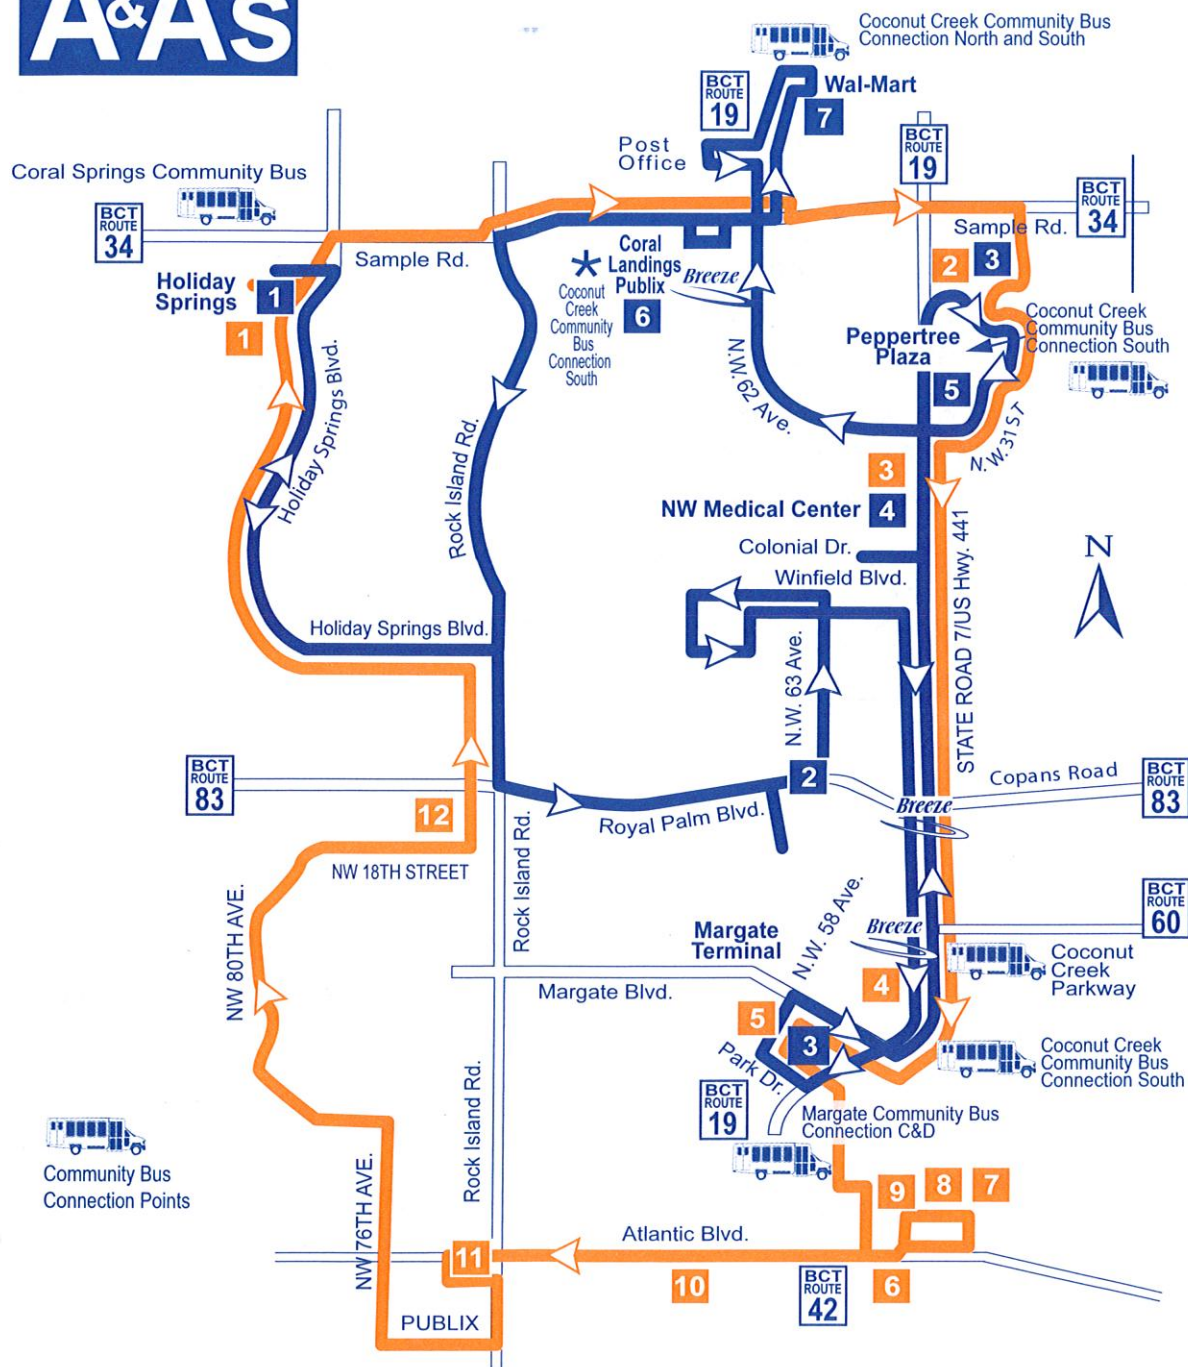 A&AS
Coconut Creek Community Bus
Connection North and South
BCT
ROUTE
19
Wal-Mart
7
Post
Office
BCT
ROUTE
19
Coral Springs Community Bus
BCT
ROUTE
34
BCT
ROUTE
34
Sample Rd.
Sample Rd.
Holiday
Springs
1
1
Coral
Landings
Publix
6
Breeze
*
Coconut
Creek
Community
Bus
Connection
South
2
3
Coconut Creek
Community Bus
Connection South
Peppertree
Plaza
5
N.W. 62 Ave.
N.W. 31 ST
Holiday Springs Blvd.
Rock Island Rd.
3
NW Medical Center
4
Colonial Dr.
Winfield Blvd.
STATE ROAD 7/US Hwy. 441
N
Holiday Springs Blvd.
N.W. 63 Ave.
BCT
ROUTE
83
2
Copans Road
BCT
ROUTE
83
12
Royal Palm Blvd.
Breeze
NW 18TH STREET
Rock Island Rd.
NW 80TH AVE.
N.W. 58 Ave.
BCT
ROUTE
60
Margate
Terminal
Breeze
Coconut
Creek
Parkway
Margate Blvd.
4
5
3
Park Dr.
Coconut Creek
Community Bus
Connection South
BCT
ROUTE
19
Margate Community Bus
Connection C&D
Rock Island Rd.
Community Bus
Connection Points
NW 76TH AVE.
9
8
7
Atlantic Blvd.
11
10
BCT
ROUTE
42
6
PUBLIX